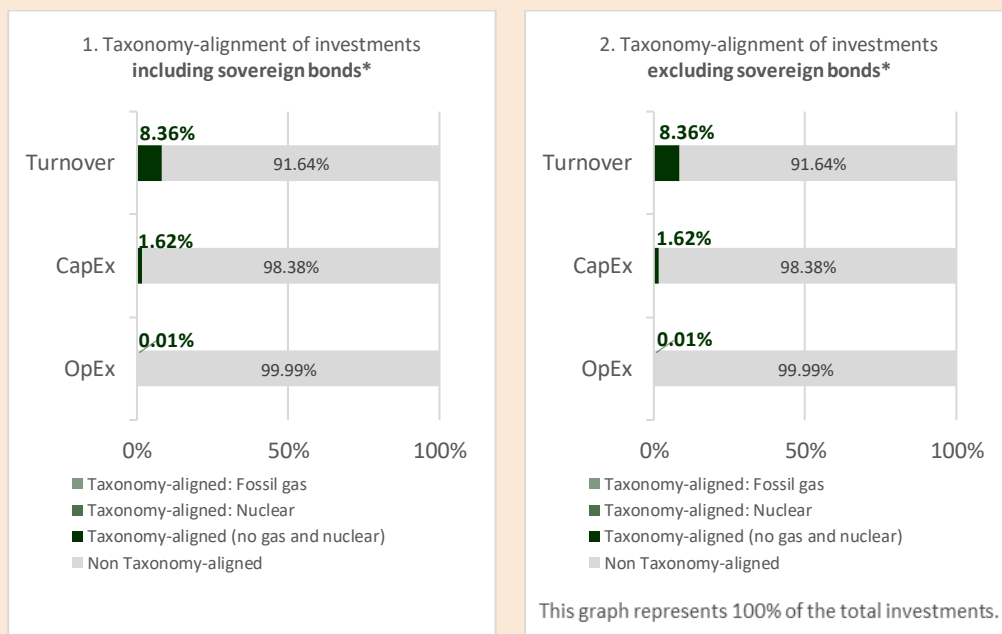 1. Taxonomy-alignment of investments
including sovereign bonds*
8.36%
Turnover
91.64%
1.62%
CapEx
98.38%
0.01%
OpEx
99.99%
0%
50%
100%
Taxonomy-aligned: Fossil gas
Taxonomy-aligned: Nuclear
Taxonomy-aligned (no gas and nuclear)
Non Taxonomy-aligned
2. Taxonomy-alignment of investments
excluding sovereign bonds*
8.36%
Turnover
91.64%
1.62%
CapEx
98.38%
0.01%
OpEx
99.99%
0%
50%
100%
Taxonomy-aligned: Fossil gas
Taxonomy-aligned: Nuclear
Taxonomy-aligned (no gas and nuclear)
Non Taxonomy-aligned
This graph represents 100% of the total investments.